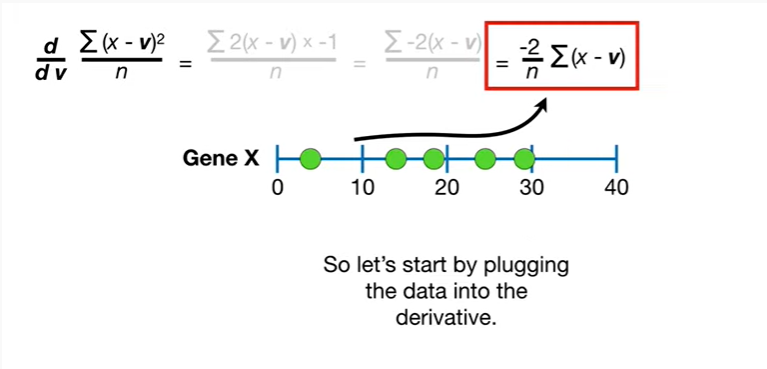 d/dv Σ(x - v)²/n = Σ2(x - v) × -1/n = Σ-2(x - v)/n = -2/n Σ(x - v)
Gene X
0 10 20 30 40
So let's start by plugging
the data into the
derivative.